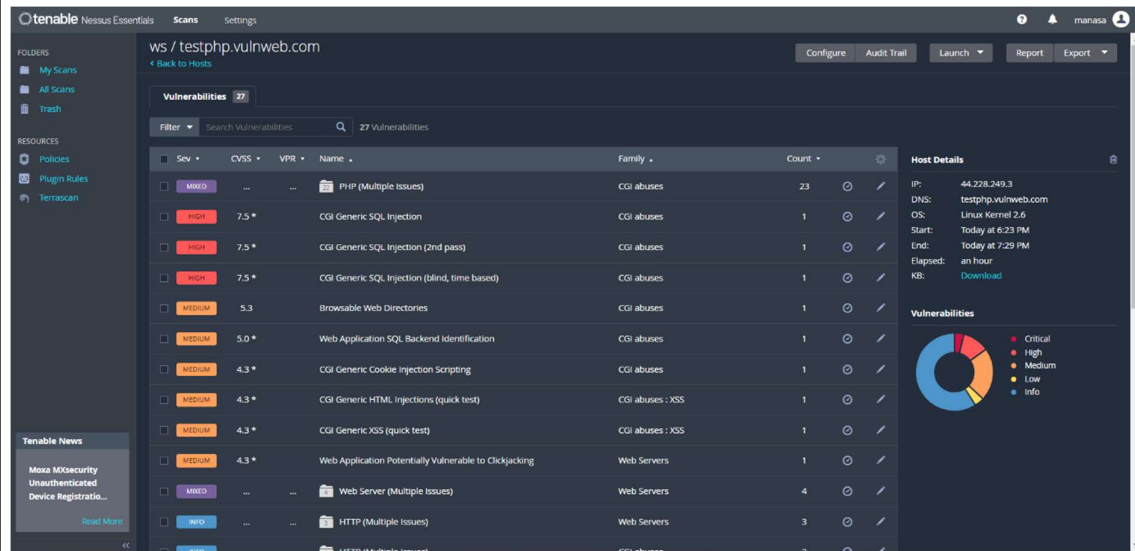 tenable Nessus Essentials Scans Settings manasa
FOLDERS
My Scans
All Scans
Trash
RESOURCES
Policies
Plugin Rules
Terrascan
Tenable News
Moxa MXsecurity
Unauthenticated
Device Registratio...
Read More
ws / testphp.vulnweb.com
Configure Audit Trail Launch Report Export
< Back to Hosts
Vulnerabilities 27
Filter Search Vulnerabilities 27 Vulnerabilities
Sev CVSS VPR Name Family Count
MIXED ... ... 22 PHP (Multiple Issues) CGI abuses 23
HIGH 7.5 * CGI Generic SQL Injection CGI abuses 1
HIGH 7.5 * CGI Generic SQL Injection (2nd pass) CGI abuses 1
HIGH 7.5 * CGI Generic SQL Injection (blind, time based) CGI abuses 1
MEDIUM 5.3 Browsable Web Directories CGI abuses 1
MEDIUM 5.0 * Web Application SQL Backend Identification CGI abuses 1
MEDIUM 4.3 * CGI Generic Cookie Injection Scripting CGI abuses 1
MEDIUM 4.3 * CGI Generic HTML Injections (quick test) CGI abuses : XSS 1
MEDIUM 4.3 * CGI Generic XSS (quick test) CGI abuses : XSS 1
MEDIUM 4.3 * Web Application Potentially Vulnerable to Clickjacking Web Servers 1
MIXED ... ... 4 Web Server (Multiple Issues) Web Servers 4
INFO ... ... 3 HTTP (Multiple Issues) Web Servers 3
Host Details
IP: 44.228.249.3
DNS: testphp.vulnweb.com
OS: Linux Kernel 2.6
Start: Today at 6:23 PM
End: Today at 7:29 PM
Elapsed: an hour
KB: Download
Vulnerabilities
Critical
High
Medium
Low
Info